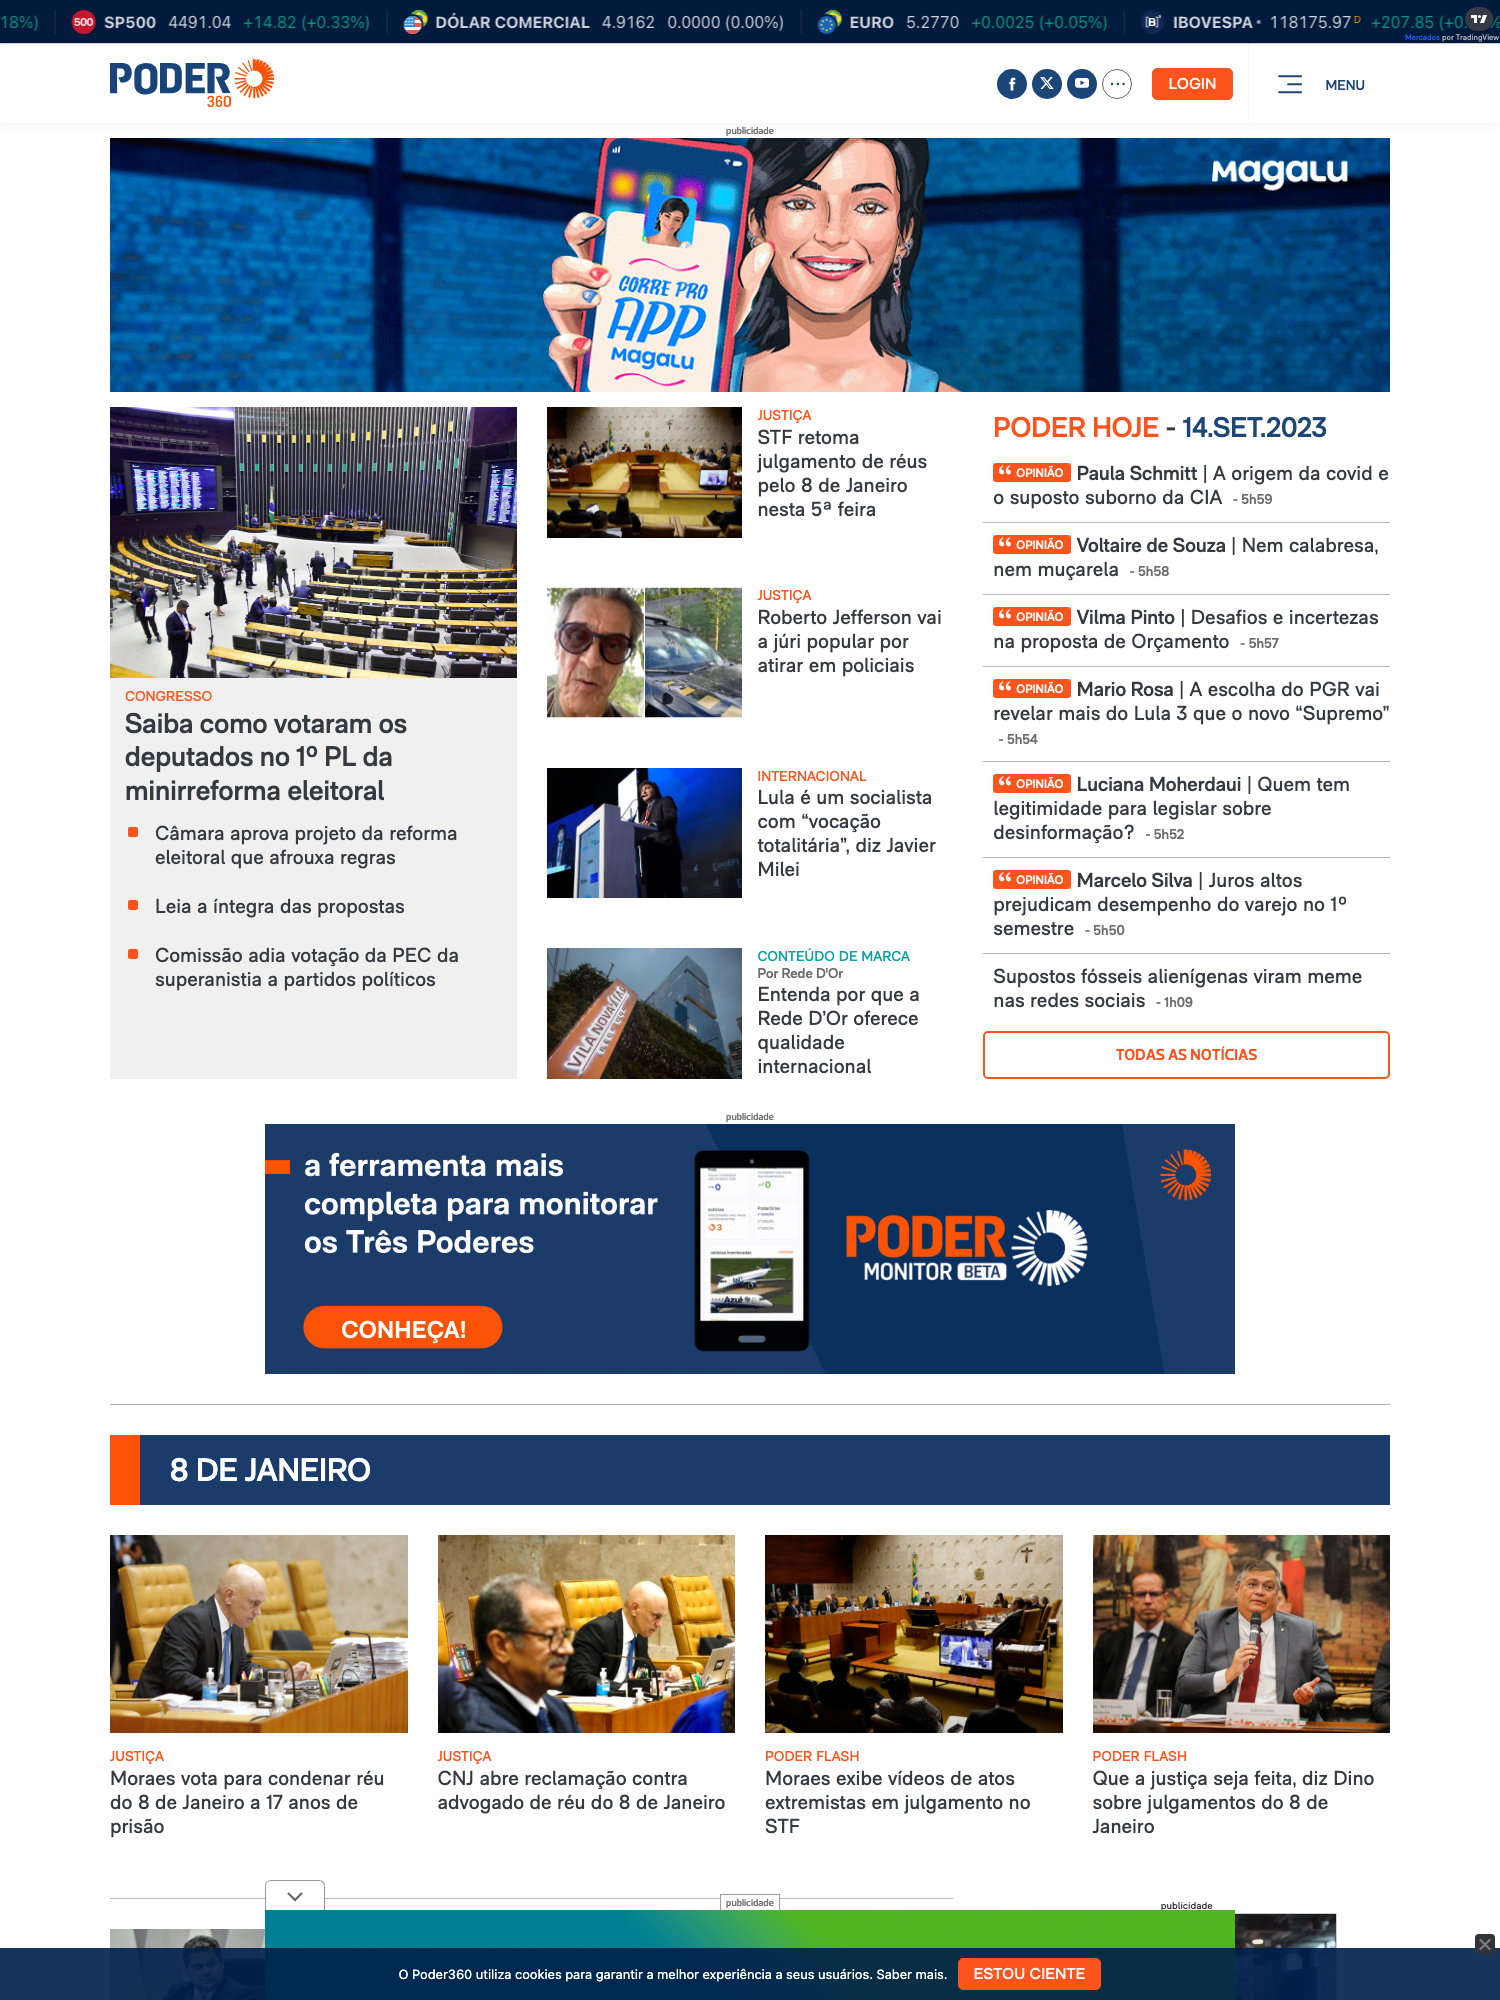 18%)
500 SP500 4491.04 +14.82 (+0.33%)
DÓLAR COMERCIAL 4.9162 0.0000 (0.00%)
EURO 5.2770 +0.0025 (+0.05%)
B IBOVESPA 118175.97 D +207.85
Mercados por TradingView
PODER
360
LOGIN
MENU
publicidade
Magalu
CORRE PRO
APP
Magalu
CONGRESSO
Saiba como votaram os
deputados no 1º PL da
minirreforma eleitoral
Câmara aprova projeto da reforma
eleitoral que afrouxa regras
Leia a íntegra das propostas
Comissão adia votação da PEC da
superanistia a partidos políticos
JUSTIÇA
STF retoma
julgamento de réus
pelo 8 de Janeiro
nesta 5ª feira
JUSTIÇA
Roberto Jefferson vai
a júri popular por
atirar em policiais
INTERNACIONAL
Lula é um socialista
com “vocação
totalitária”, diz Javier
Milei
VILA NOVA
CONTEÚDO DE MARCA
Por Rede D'Or
Entenda por que a
Rede D’Or oferece
qualidade
internacional
PODER HOJE - 14.SET.2023
“ OPINIÃO Paula Schmitt | A origem da covid e
o suposto suborno da CIA - 5h59
“ OPINIÃO Voltaire de Souza | Nem calabresa,
nem muçarela - 5h58
“ OPINIÃO Vilma Pinto | Desafios e incertezas
na proposta de Orçamento - 5h57
“ OPINIÃO Mario Rosa | A escolha do PGR vai
revelar mais do Lula 3 que o novo “Supremo”
- 5h54
“ OPINIÃO Luciana Moherdaui | Quem tem
legitimidade para legislar sobre
desinformação? - 5h52
“ OPINIÃO Marcelo Silva | Juros altos
prejudicam desempenho do varejo no 1º
semestre - 5h50
Supostos fósseis alienígenas viram meme
nas redes sociais - 1h09
TODAS AS NOTÍCIAS
publicidade
a ferramenta mais
completa para monitorar
os Três Poderes
CONHEÇA!
notícias monitoradas
Azul
PODER
MONITOR BETA
8 DE JANEIRO
JUSTIÇA
Moraes vota para condenar réu
do 8 de Janeiro a 17 anos de
prisão
JUSTIÇA
CNJ abre reclamação contra
advogado de réu do 8 de Janeiro
PODER FLASH
Moraes exibe vídeos de atos
extremistas em julgamento no
STF
PODER FLASH
Que a justiça seja feita, diz Dino
sobre julgamentos do 8 de
Janeiro
publicidade
publicidade
O Poder360 utiliza cookies para garantir a melhor experiência a seus usuários. Saber mais.
ESTOU CIENTE